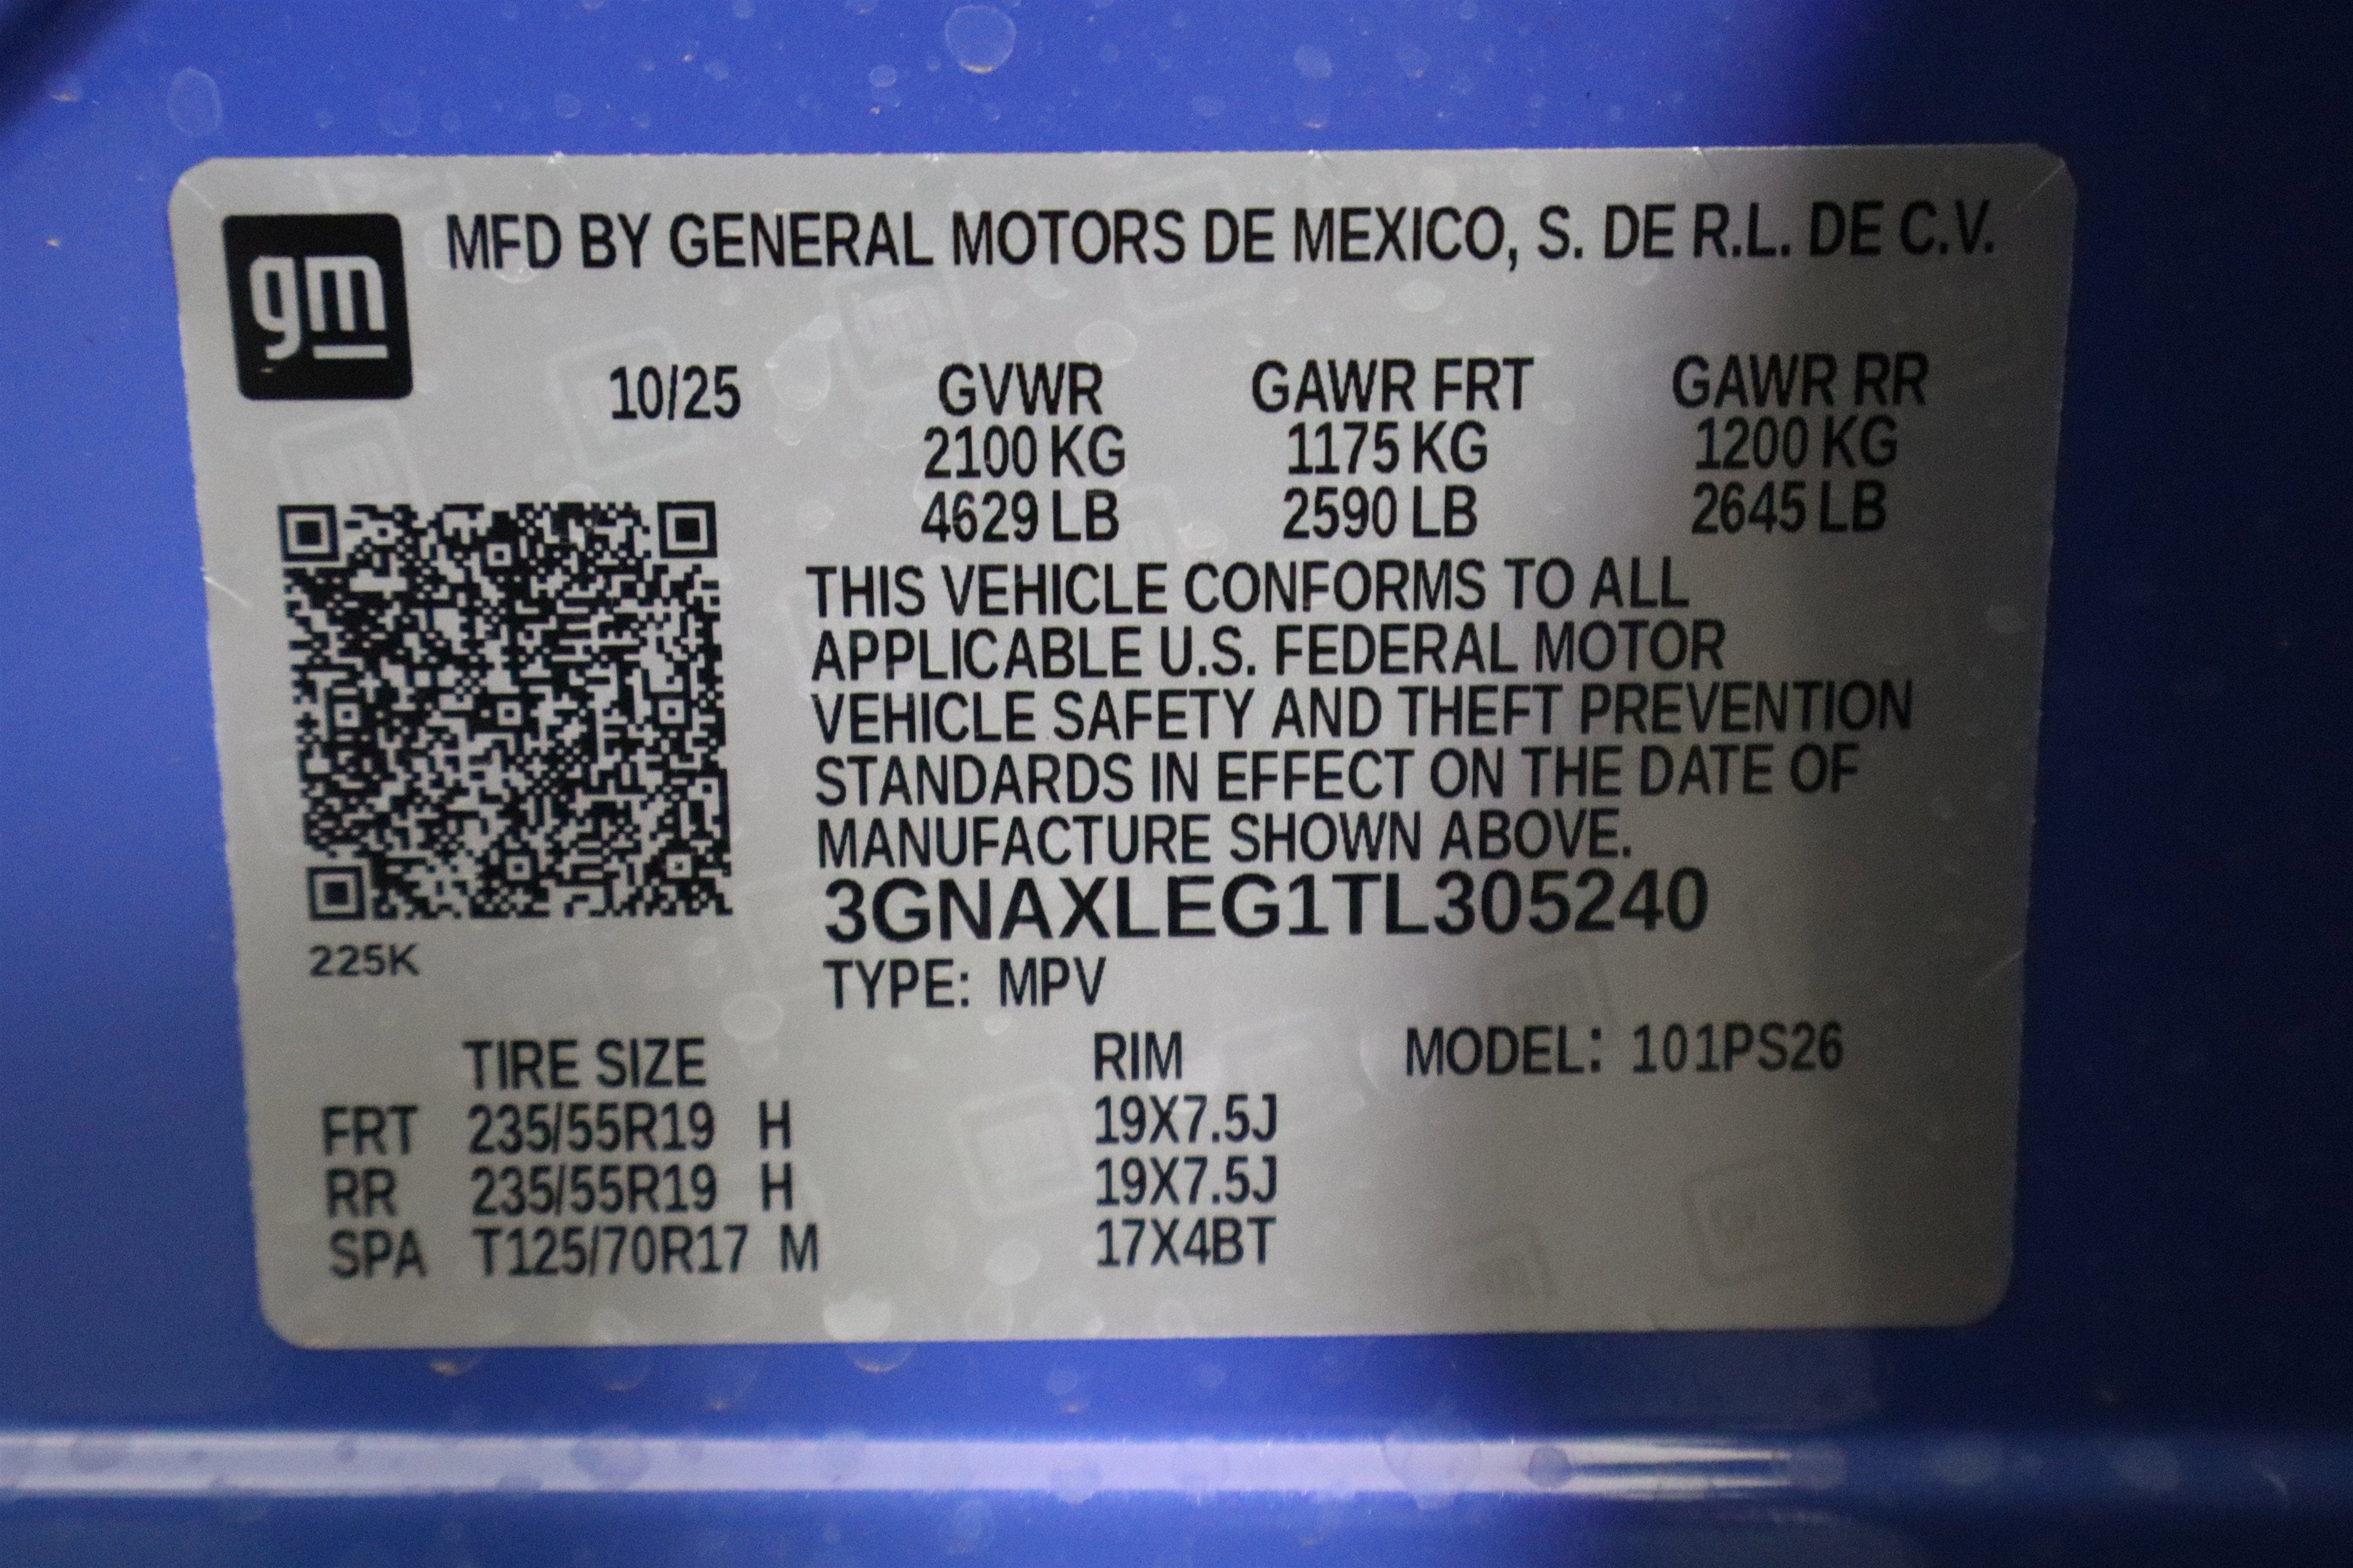 gm
MFD BY GENERAL MOTORS DE MEXICO, S. DE R.L. DE C.V.
10/25 GVWR GAWR FRT GAWR RR
2100 KG 1175 KG 1200 KG
4629 LB 2590 LB 2645 LB
THIS VEHICLE CONFORMS TO ALL
APPLICABLE U.S. FEDERAL MOTOR
VEHICLE SAFETY AND THEFT PREVENTION
STANDARDS IN EFFECT ON THE DATE OF
MANUFACTURE SHOWN ABOVE.
3GNAXLEG1TL305240
225K
TYPE: MPV
TIRE SIZE RIM MODEL: 101PS26
FRT 235/55R19 H 19X7.5J
RR 235/55R19 H 19X7.5J
SPA T125/70R17 M 17X4BT